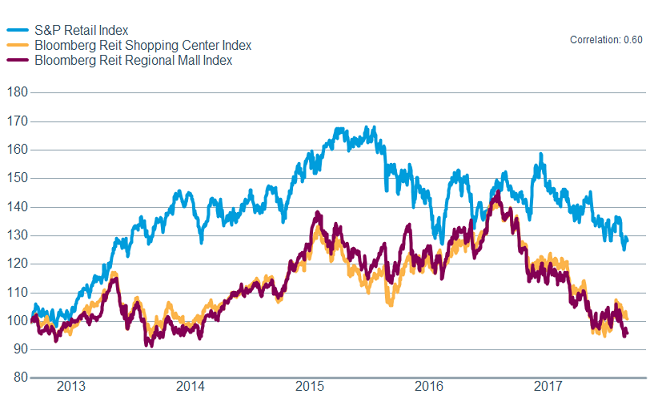 S&P Retail Index
Bloomberg Reit Shopping Center Index
Correlation: 0.60
Bloomberg Reit Regional Mall Index
180
170
160
150
140
130
120
110
100
90
80
2013 2014 2015 2016 2017